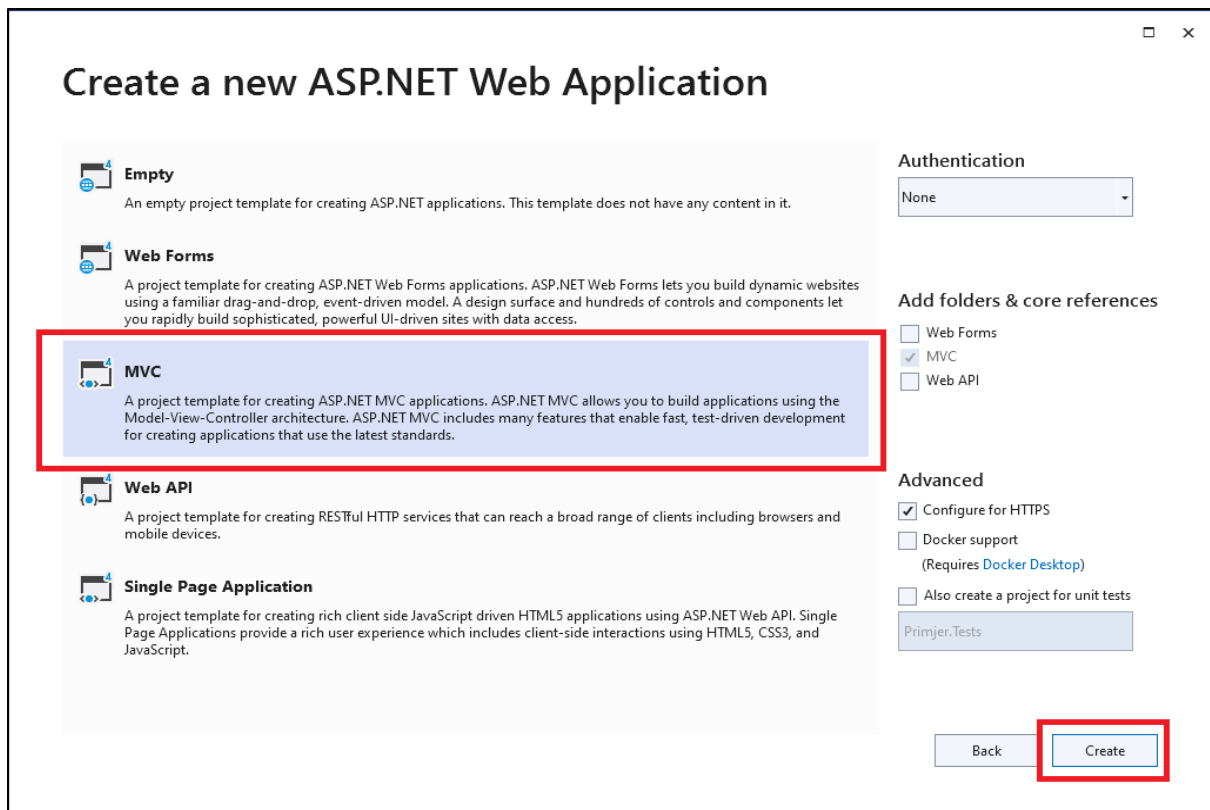 Create a new ASP.NET Web Application
Empty
An empty project template for creating ASP.NET applications. This template does not have any content in it.
Web Forms
A project template for creating ASP.NET Web Forms applications. ASP.NET Web Forms lets you build dynamic websites
using a familiar drag-and-drop, event-driven model. A design surface and hundreds of controls and components let
you rapidly build sophisticated, powerful UI-driven sites with data access.
MVC
A project template for creating ASP.NET MVC applications. ASP.NET MVC allows you to build applications using the
Model-View-Controller architecture. ASP.NET MVC includes many features that enable fast, test-driven development
for creating applications that use the latest standards.
Web API
A project template for creating RESTful HTTP services that can reach a broad range of clients including browsers and
mobile devices.
Single Page Application
A project template for creating rich client side JavaScript driven HTML5 applications using ASP.NET Web API. Single
Page Applications provide a rich user experience which includes client-side interactions using HTML5, CSS3, and
JavaScript.
Authentication
None
Add folders & core references
Web Forms
MVC
Web API
Advanced
Configure for HTTPS
Docker support
(Requires Docker Desktop)
Also create a project for unit tests
Primjer.Tests
Back
Create